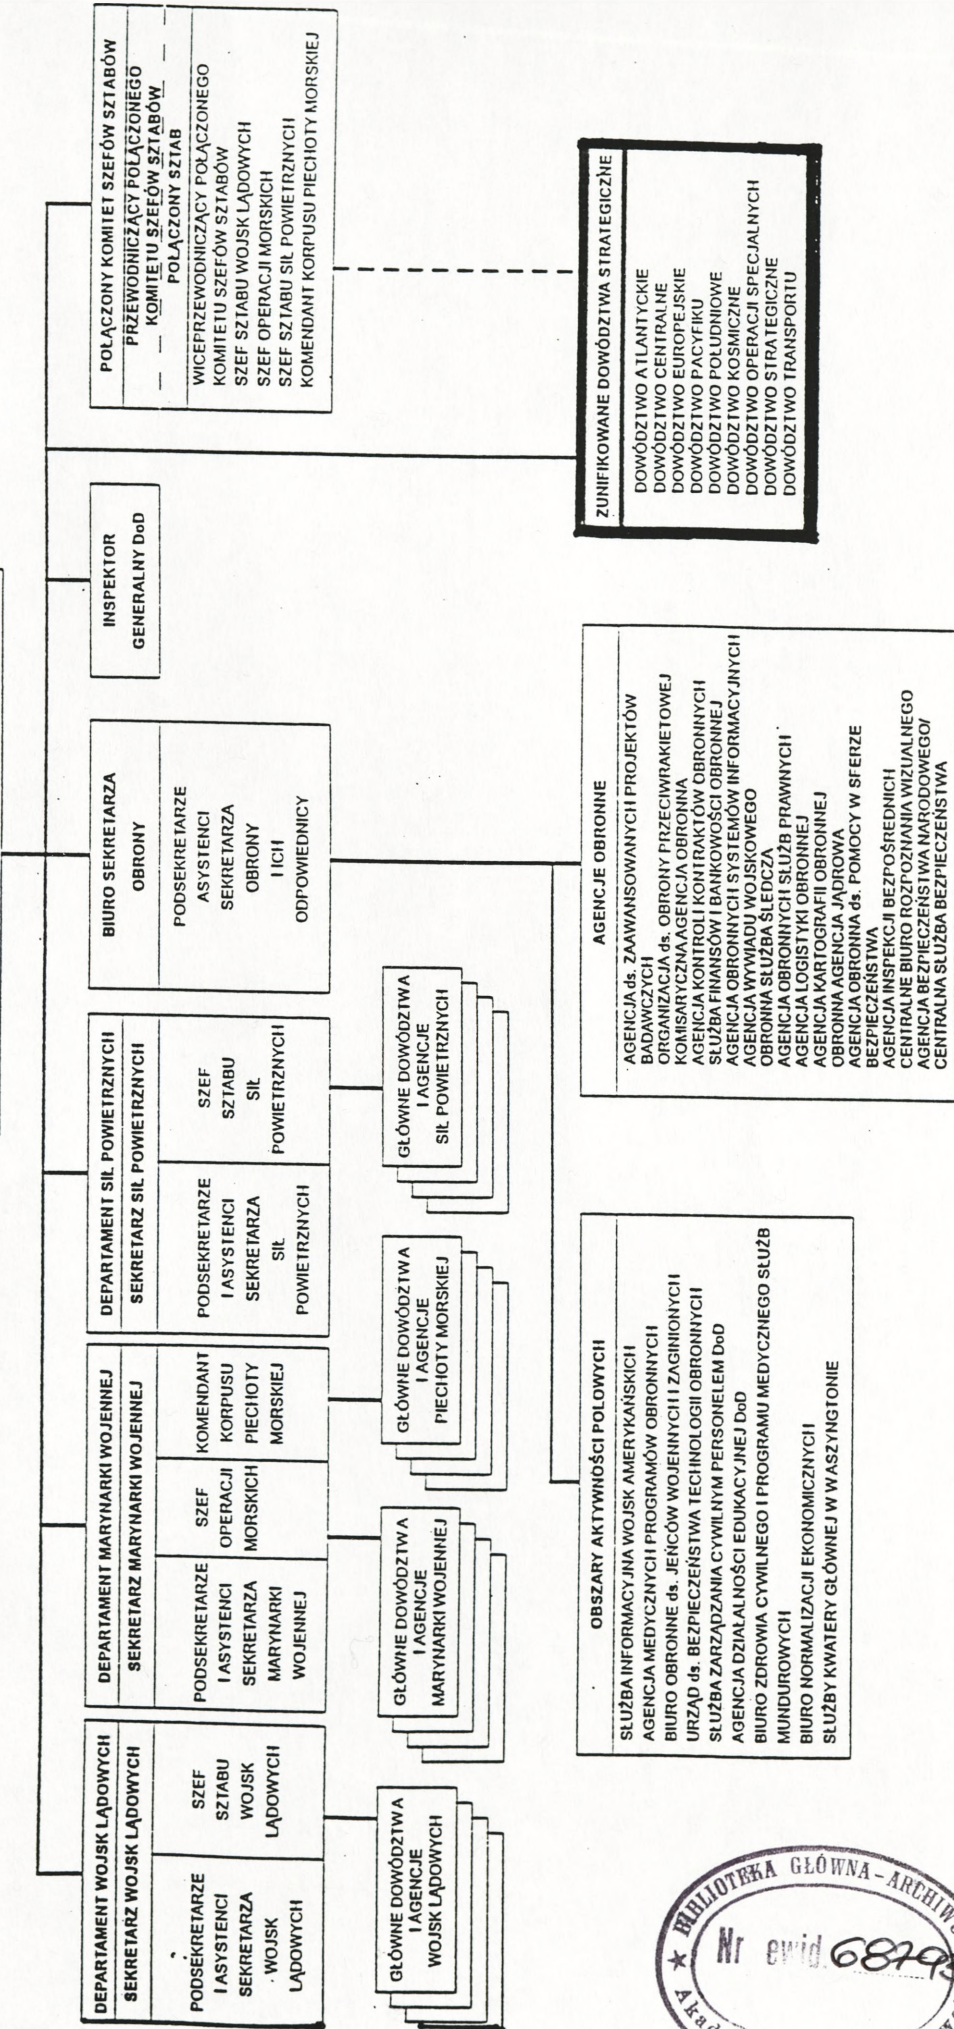 DEPARTAMENT WOJSK LĄDOWYCH
SEKRETARZ WOJSK LĄDOWYCH
PODSEKRETARZE
I ASYSTENCI
SEKRETARZA
WOJSK
LĄDOWYCH
SZEF
SZTABU
WOJSK
LĄDOWYCH
GŁÓWNE DOWÓDZTWA
I AGENCJE
WOJSK LĄDOWYCH
DEPARTAMENT MARYNARKI WOJENNEJ
SEKRETARZ MARYNARKI WOJENNEJ
PODSEKRETARZE
I ASYSTENCI
SEKRETARZA
MARYNARKI
WOJENNEJ
SZEF
OPERACJI
MORSKICH
KOMENDANT
KORPUSU
PIECHOTY
MORSKIEJ
GŁÓWNE DOWÓDZTWA
I AGENCJE
MARYNARKI WOJENNEJ
GŁÓWNE DOWÓDZTWA
I AGENCJE
PIECHOTY MORSKIEJ
DEPARTAMENT SIŁ POWIETRZNYCH
SEKRETARZ SIŁ POWIETRZNYCH
PODSEKRETARZE
I ASYSTENCI
SEKRETARZA
SIŁ
POWIETRZNYCH
SZEF
SZTABU
SIŁ
POWIETRZNYCH
GŁÓWNE DOWÓDZTWA
I AGENCJE
SIŁ POWIETRZNYCH
BIURO SEKRETARZA
OBRONY
PODSEKRETARZE
ASYSTENCI
SEKRETARZA
OBRONY
I ICH
ODPOWIEDNICY
INSPEKTOR
GENERALNY DoD
POŁĄCZONY KOMITET SZEFÓW SZTABÓW
PRZEWODNICZĄCY POŁĄCZONEGO
KOMITETU SZEFÓW SZTABÓW
POŁĄCZONY SZTAB
WICEPRZEWODNICZĄCY POŁĄCZONEGO
KOMITETU SZEFÓW SZTABÓW
SZEF SZTABU WOJSK LĄDOWYCH
SZEF OPERACJI MORSKICH
SZEF SZTABU SIŁ POWIETRZNYCH
KOMENDANT KORPUSU PIECHOTY MORSKIEJ
OBSZARY AKTYWNOŚCI POLOWYCH
SŁUŻBA INFORMACYJNA WOJSK AMERYKAŃSKICH
AGENCJA MEDYCZNYCH PROGRAMÓW OBRONNYCH
BIURO OBRONNE ds. JEŃCÓW WOJENNYCH I ZAGINIONYCH
URZĄD ds. BEZPIECZEŃSTWA TECHNOLOGII OBRONNYCH
SŁUŻBA ZARZĄDZANIA CYWILNYM PERSONELEM DoD
AGENCJA DZIAŁALNOŚCI EDUKACYJNEJ DoD
BIURO ZDROWIA CYWILNEGO I PROGRAMU MEDYCZNEGO SŁUŻB
MUNDUROWYCH
BIURO NORMALIZACJI EKONOMICZNYCH
SŁUŻBY KWATERY GŁÓWNEJ W WASZYNGTONIE
AGENCJE OBRONNE
AGENCJA ds. ZAAWANSOWANYCH PROJEKTÓW
BADAWCZYCH
ORGANIZACJA ds. OBRONY PRZECIWRAKIETOWEJ
KOMISARYCZNA AGENCJA OBRONNA
AGENCJA KONTROLI KONTRAKTÓW OBRONNYCH
SŁUŻBA FINANSÓW I BANKOWOŚCI OBRONNEJ
AGENCJA OBRONNYCH SYSTEMÓW INFORMACYJNYCH
AGENCJA WYWIADU WOJSKOWEGO
OBRONNA SŁUŻBA ŚLEDCZA
AGENCJA OBRONNYCH SŁUŻB PRAWNYCH
AGENCJA LOGISTYKI OBRONNEJ
AGENCJA KARTOGRAFII OBRONNEJ
OBRONNA AGENCJA JĄDROWA
AGENCJA OBRONNA ds. POMOCY W SFERZE
BEZPIECZEŃSTWA
AGENCJA INSPEKCJI BEZPOŚREDNICH
CENTRALNE BIURO ROZPOZNANIA WIZUALNEGO
AGENCJA BEZPIECZEŃSTWA NARODOWEGO/
CENTRALNA SŁUŻBA BEZPIECZEŃSTWA
ZUNIFIKOWANE DOWÓDZTWA STRATEGICZNE
DOWÓDZTWO ATLANTYCKIE
DOWÓDZTWO CENTRALNE
DOWÓDZTWO EUROPEJSKIE
DOWÓDZTWO PACYFIKU
DOWÓDZTWO POŁUDNIOWE
DOWÓDZTWO KOSMICZNE
DOWÓDZTWO OPERACJI SPECJALNYCH
DOWÓDZTWO STRATEGICZNE
DOWÓDZTWO TRANSPORTU
BIBLIOTEKA GŁÓWNA-
Nr ewid.